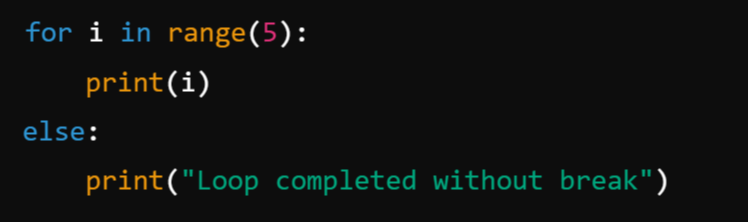 for i in range(5):
    print(i)
else:
    print("Loop completed without break")